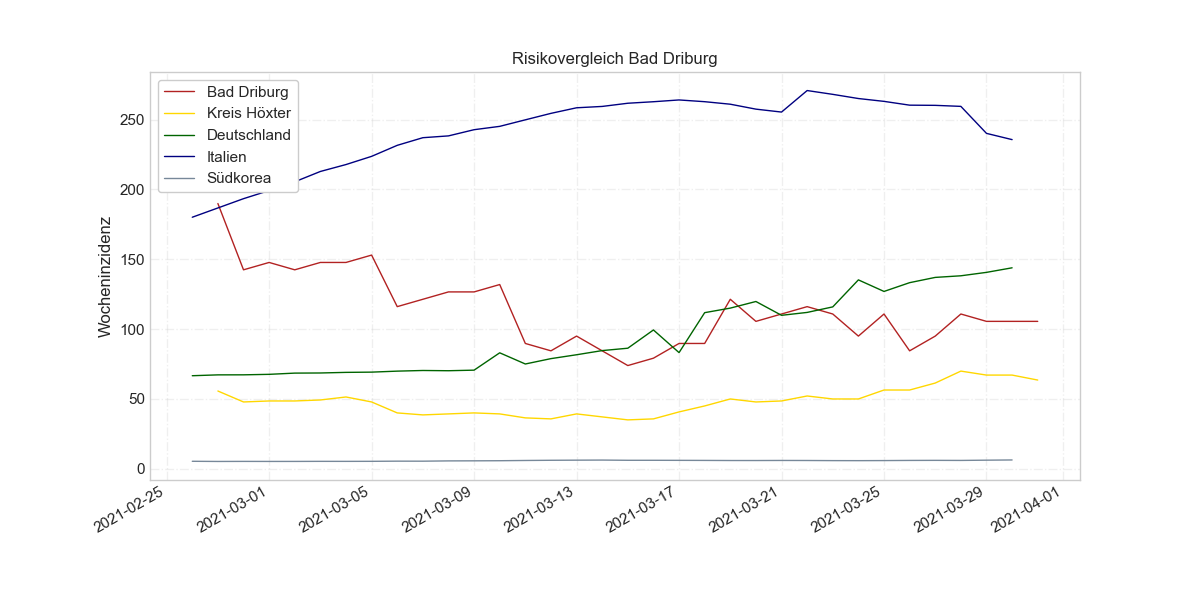 Risikovergleich Bad Driburg
Bad Driburg
Kreis Höxter
Deutschland
Italien
Südkorea
Wocheninzidenz
250
200
150
100
50
0
2021-02-25
2021-03-01
2021-03-05
2021-03-09
2021-03-13
2021-03-17
2021-03-21
2021-03-25
2021-03-29
2021-04-01